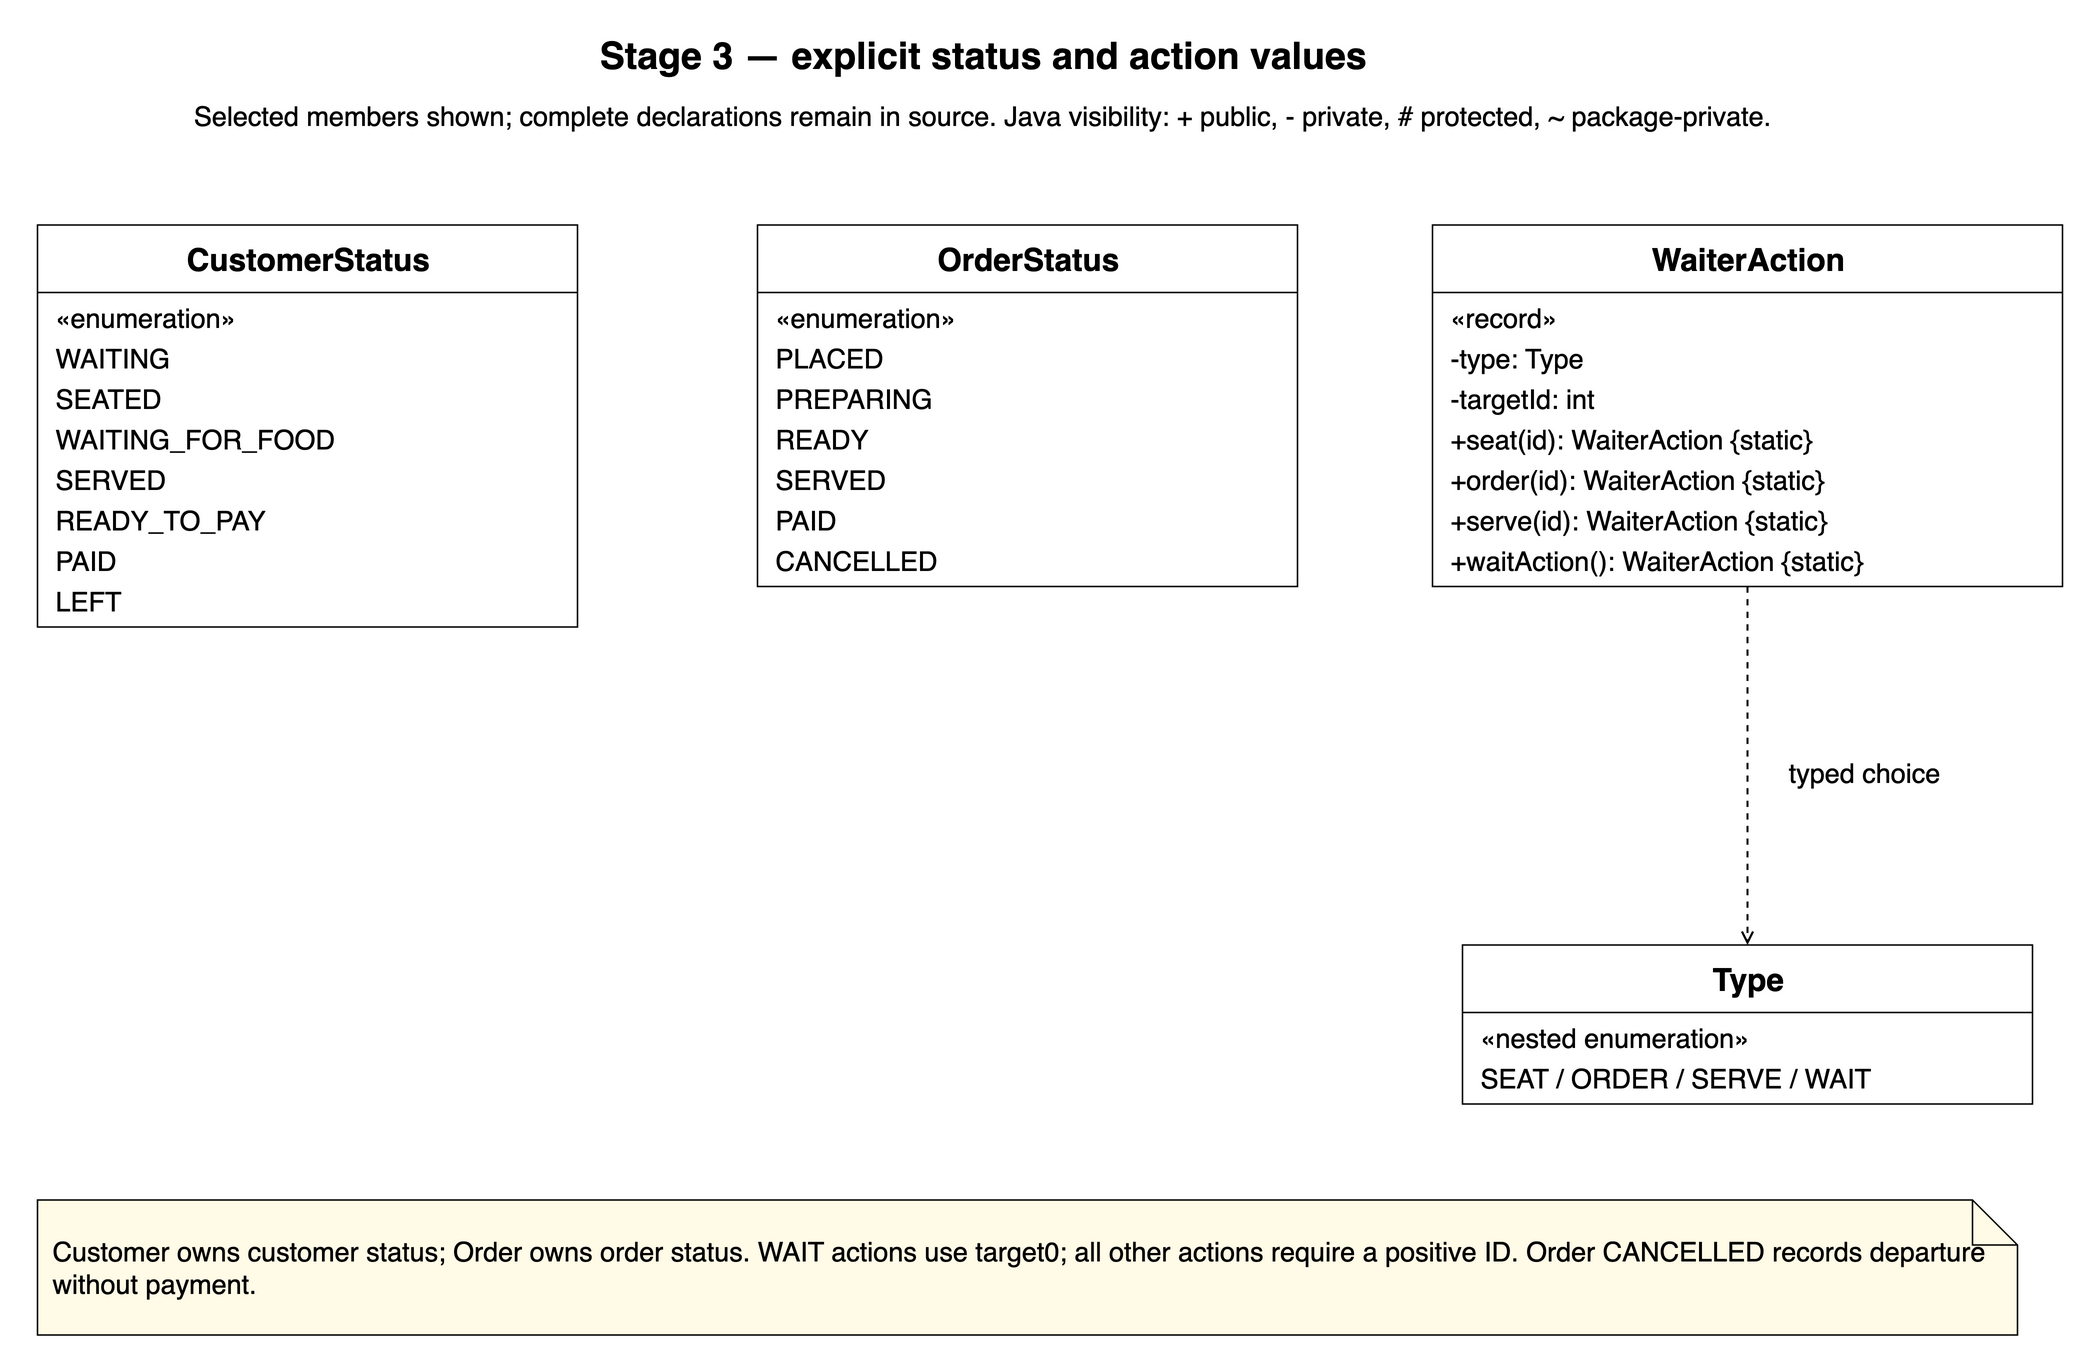 Stage 3 — explicit status and action values
Selected members shown; complete declarations remain in source. Java visibility: + public, - private, # protected, ~ package-private.
CustomerStatus
«enumeration»
WAITING
SEATED
WAITING_FOR_FOOD
SERVED
READY_TO_PAY
PAID
LEFT
OrderStatus
«enumeration»
PLACED
PREPARING
READY
SERVED
PAID
CANCELLED
WaiterAction
«record»
-type: Type
-targetId: int
+seat(id): WaiterAction {static}
+order(id): WaiterAction {static}
+serve(id): WaiterAction {static}
+waitAction(): WaiterAction {static}
typed choice
Type
«nested enumeration»
SEAT / ORDER / SERVE / WAIT
Customer owns customer status; Order owns order status. WAIT actions use target0; all other actions require a positive ID. Order CANCELLED records departure
without payment.